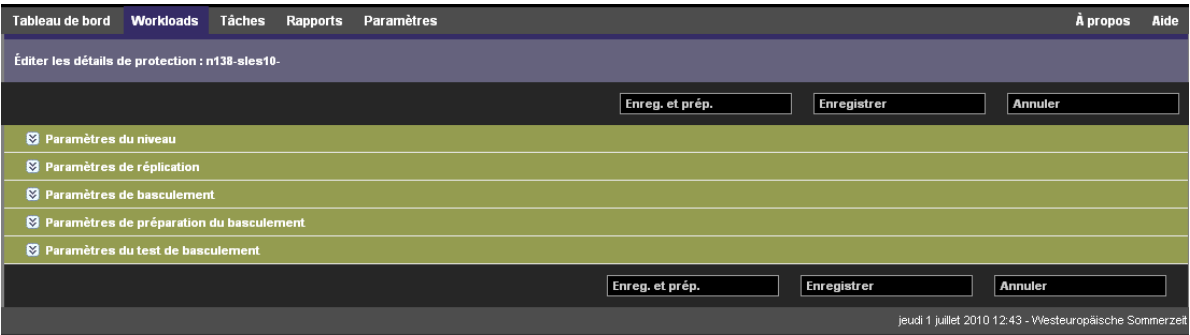 Tableau de bord Workloads Tâches Rapports Paramètres À propos Aide
Éditer les détails de protection : n138-sles10-
Enreg. et prép. Enregistrer Annuler
Paramètres du niveau
Paramètres de réplication
Paramètres de basculement
Paramètres de préparation du basculement
Paramètres du test de basculement
Enreg. et prép. Enregistrer Annuler
jeudi 1 juillet 2010 12:43 - Westeuropäische Sommerzeit